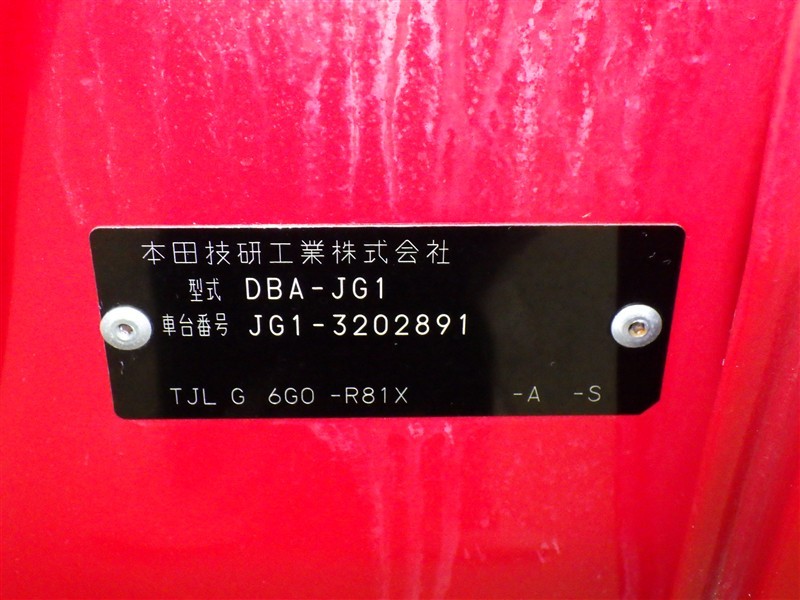 本田技研工業株式会社
型式 DBA-JG1
車台番号 JG1-3202891
TJL G 6G0 -R81X -A -S